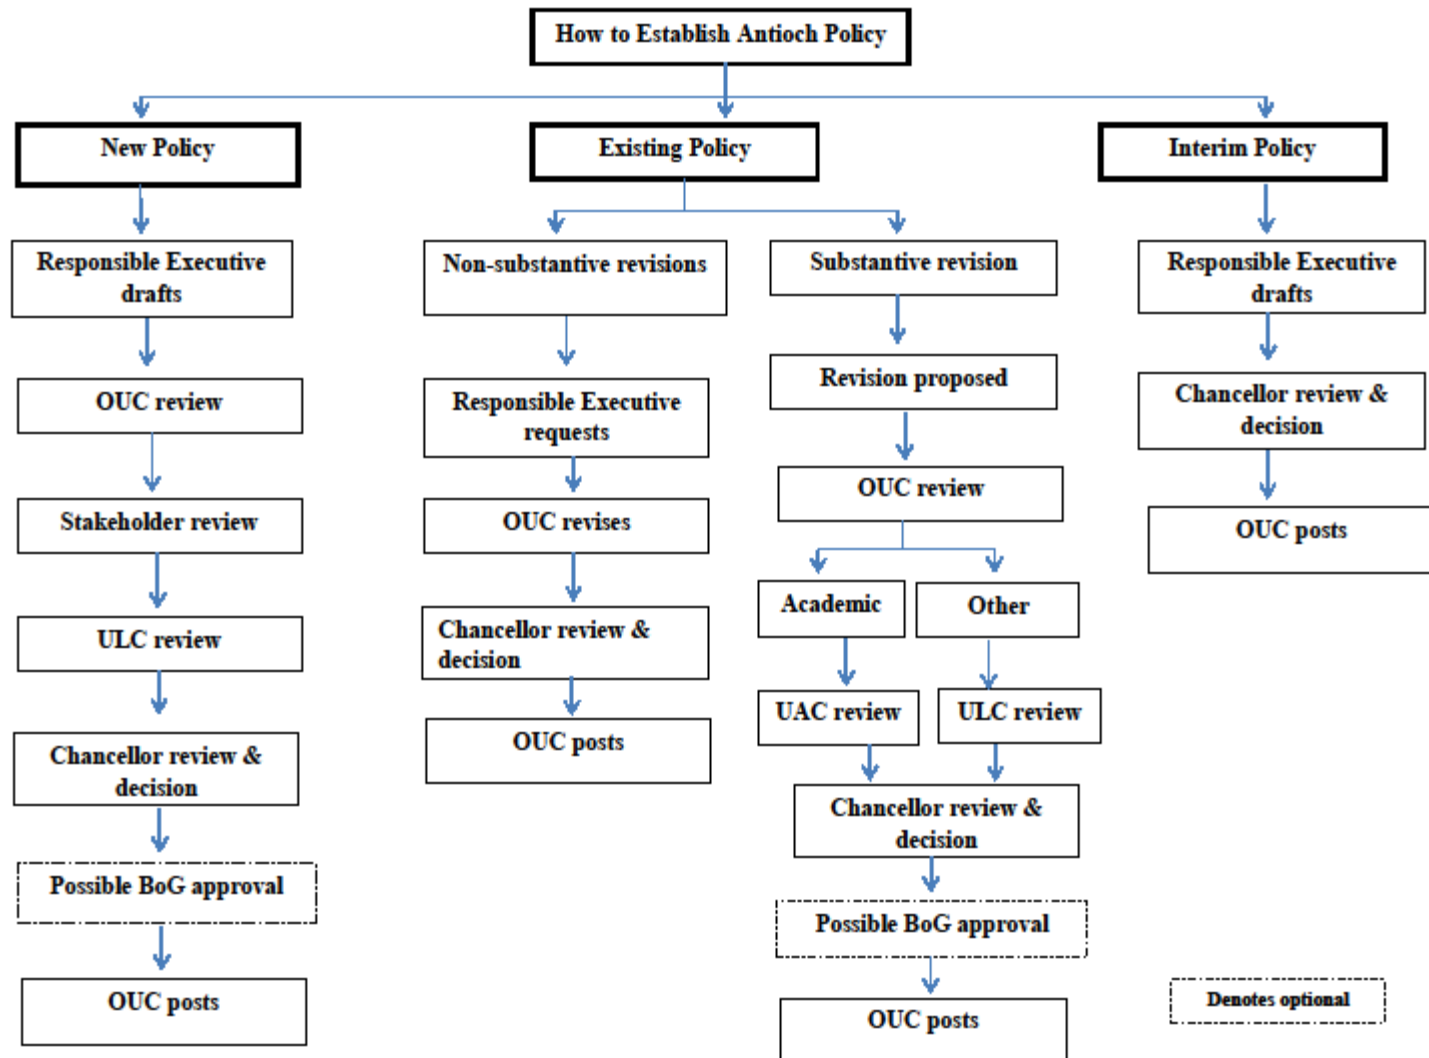 How to Establish Antioch Policy
New Policy
Existing Policy
Interim Policy
Responsible Executive
drafts
OUC review
Stakeholder review
ULC review
Chancellor review &
decision
Possible BoG approval
OUC posts
Non-substantive revisions
Responsible Executive
requests
OUC revises
Chancellor review &
decision
OUC posts
Substantive revision
Revision proposed
OUC review
Academic
Other
UAC review
ULC review
Chancellor review &
decision
Possible BoG approval
OUC posts
Responsible Executive
drafts
Chancellor review &
decision
OUC posts
Denotes optional